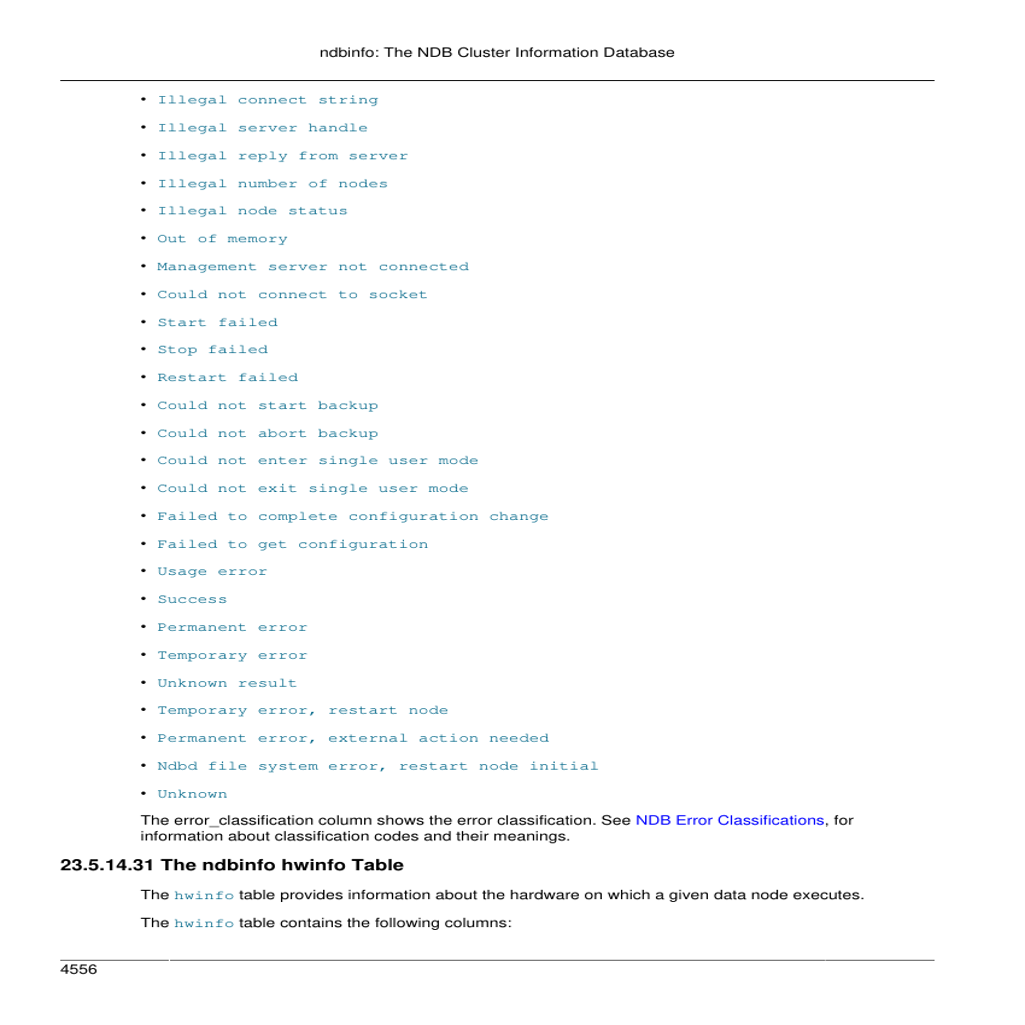 ndbinfo: The NDB Cluster Information Database
• Illegal connect string
• Illegal server handle
• Illegal reply from server
• Illegal number of nodes
• Illegal node status
• Out of memory
• Management server not connected
• Could not connect to socket
• Start failed
• Stop failed
• Restart failed
• Could not start backup
• Could not abort backup
• Could not enter single user mode
• Could not exit single user mode
• Failed to complete configuration change
• Failed to get configuration
• Usage error
• Success
• Permanent error
• Temporary error
• Unknown result
• Temporary error, restart node
• Permanent error, external action needed
• Ndbd file system error, restart node initial
• Unknown
The error_classification column shows the error classification. See NDB Error Classifications, for
information about classification codes and their meanings.
23.5.14.31 The ndbinfo hwinfo Table
The hwinfo table provides information about the hardware on which a given data node executes.
The hwinfo table contains the following columns:
4556